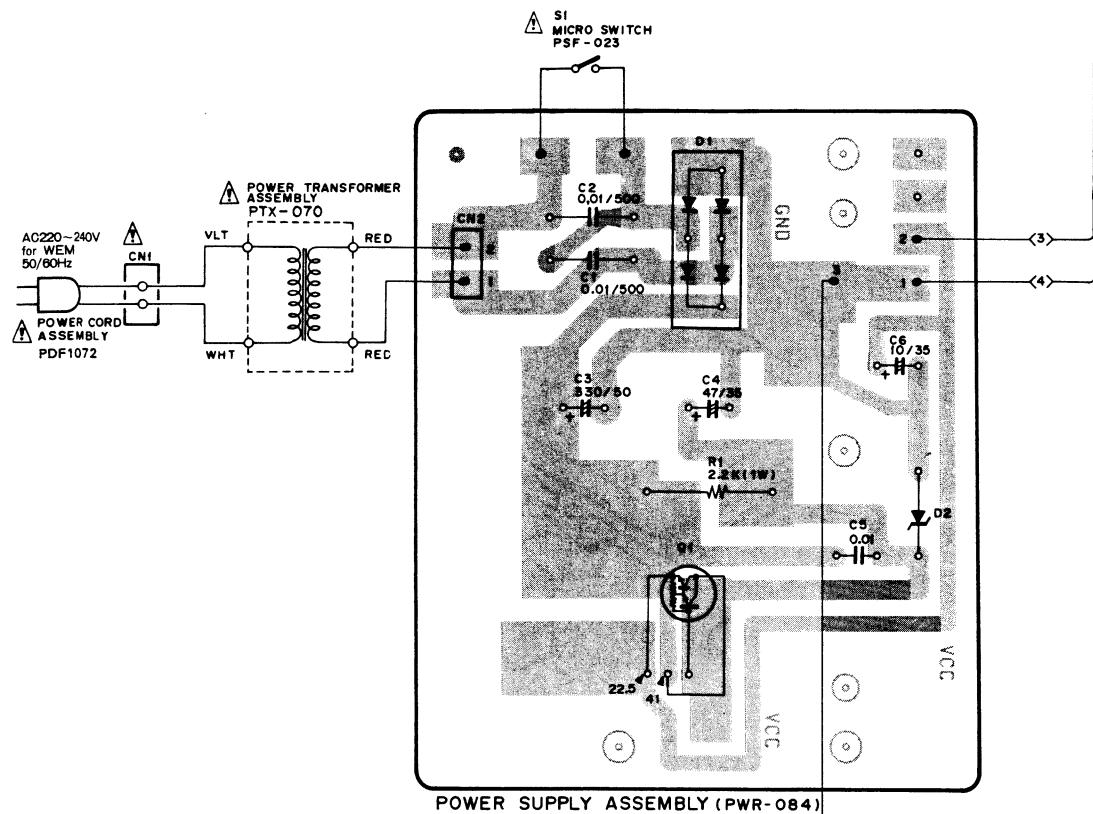 S1
MICRO SWITCH
PSF-023
POWER TRANSFORMER
ASSEMBLY
PTX-070
AC220~240V
for WEM
50/60Hz
CN1
VLT
WHT
RED
RED
POWER CORD
ASSEMBLY
PDF1072
CN2
2
1
C2
0.01/500
C1
0.01/500
D1
GND
3
2
1
3
4
C6
10/35
+
C3
330/50
+
C4
47/35
+
R1
2.2K(1W)
C5
0.01
D2
Q1
22.5
41
VCC
VCC
POWER SUPPLY ASSEMBLY (PWR-084)